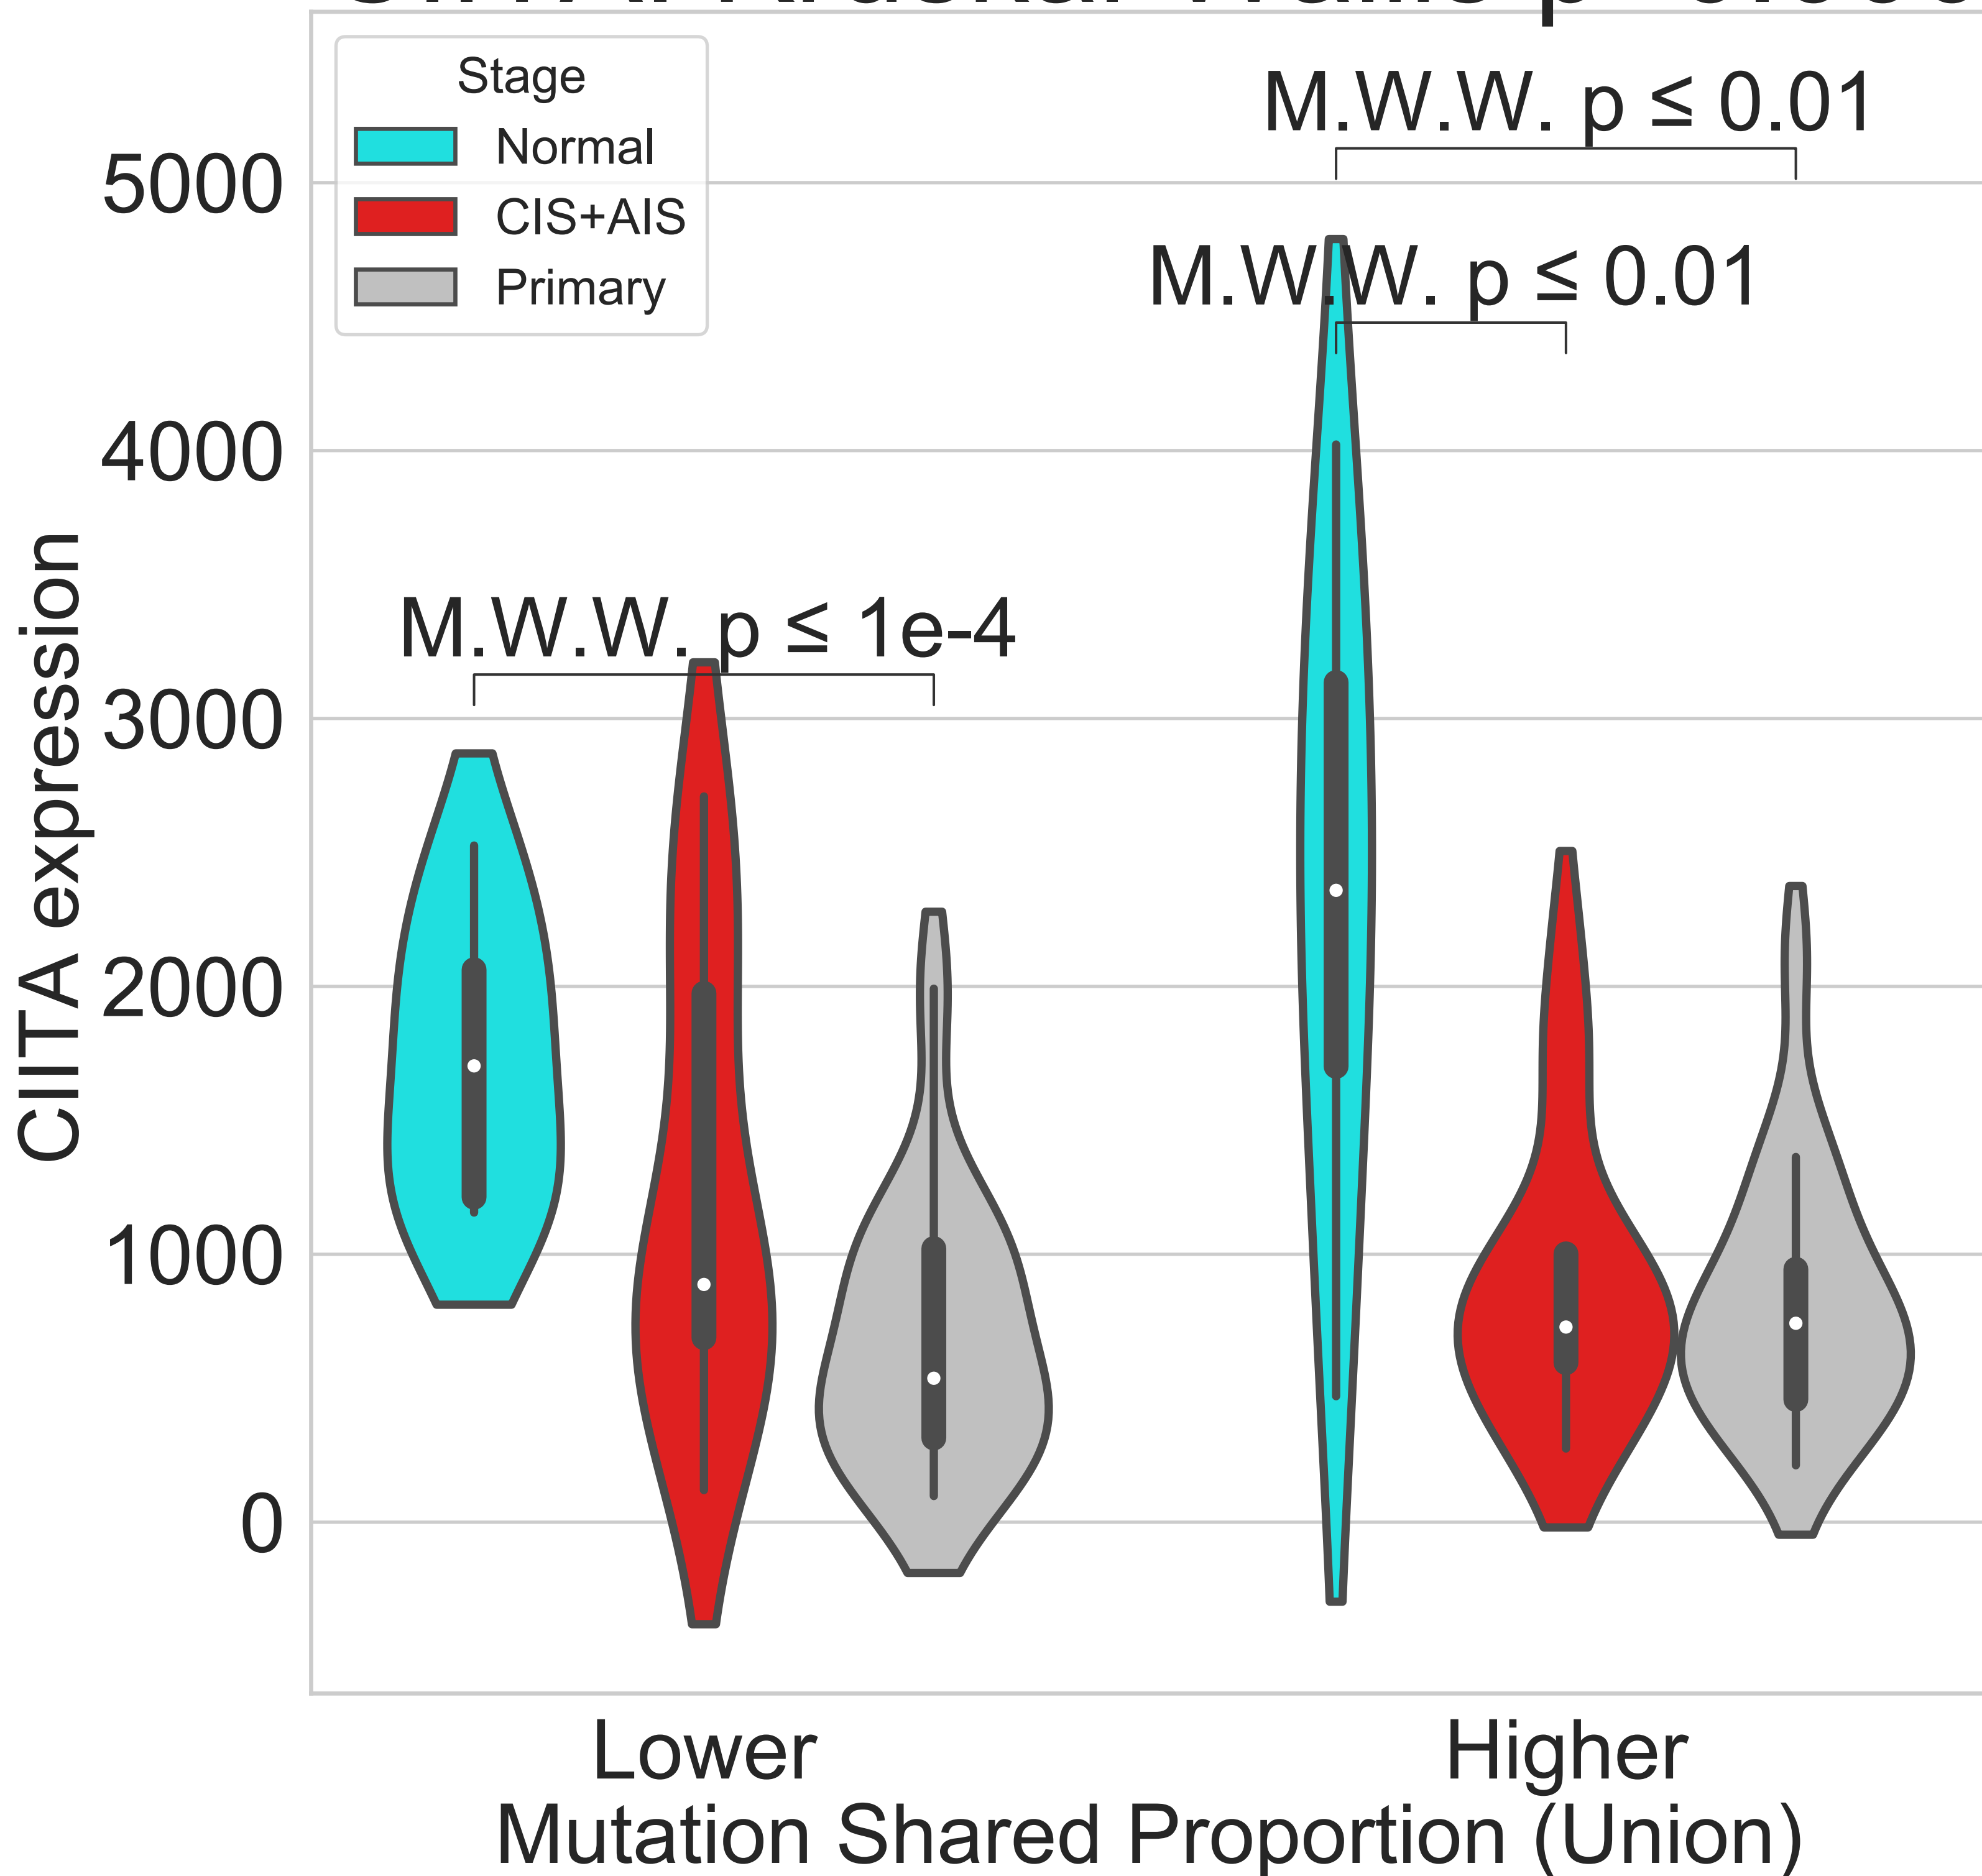 Stage
Normal
CIS+AIS
Primary
M.W.W. p ≤ 0.01
M.W.W. p ≤ 0.01
M.W.W. p ≤ 1e-4
5000
4000
3000
2000
1000
0
CIITA expression
Lower
Higher
Mutation Shared Proportion (Union)